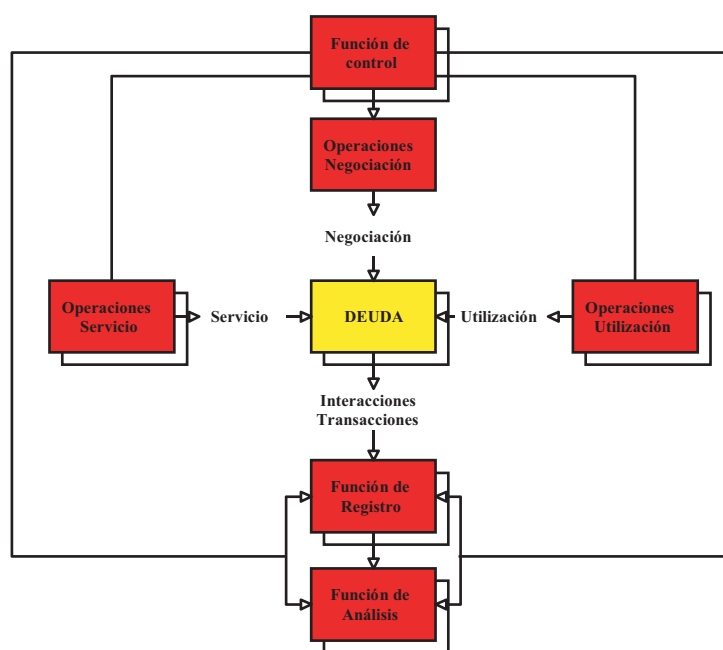 Función de
control
Operaciones
Negociación
Negociación
Operaciones
Servicio
Servicio
DEUDA
Utilización
Operaciones
Utilización
Interacciones
Transacciones
Función de
Registro
Función de
Análisis